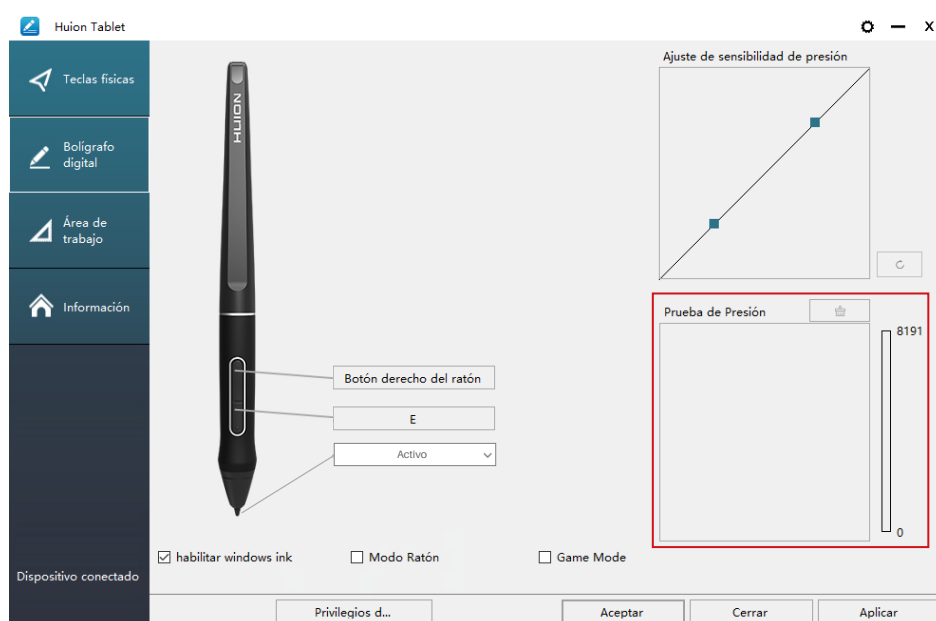 Huion Tablet
X
Teclas físicas
Bolígrafo
digital
Área de
trabajo
Información
Dispositivo conectado
HUION
Botón derecho del ratón
E
Activo
habilitar windows ink
Modo Ratón
Game Mode
Ajuste de sensibilidad de presión
Prueba de Presión
8191
0
Privilegios d...
Aceptar
Cerrar
Aplicar